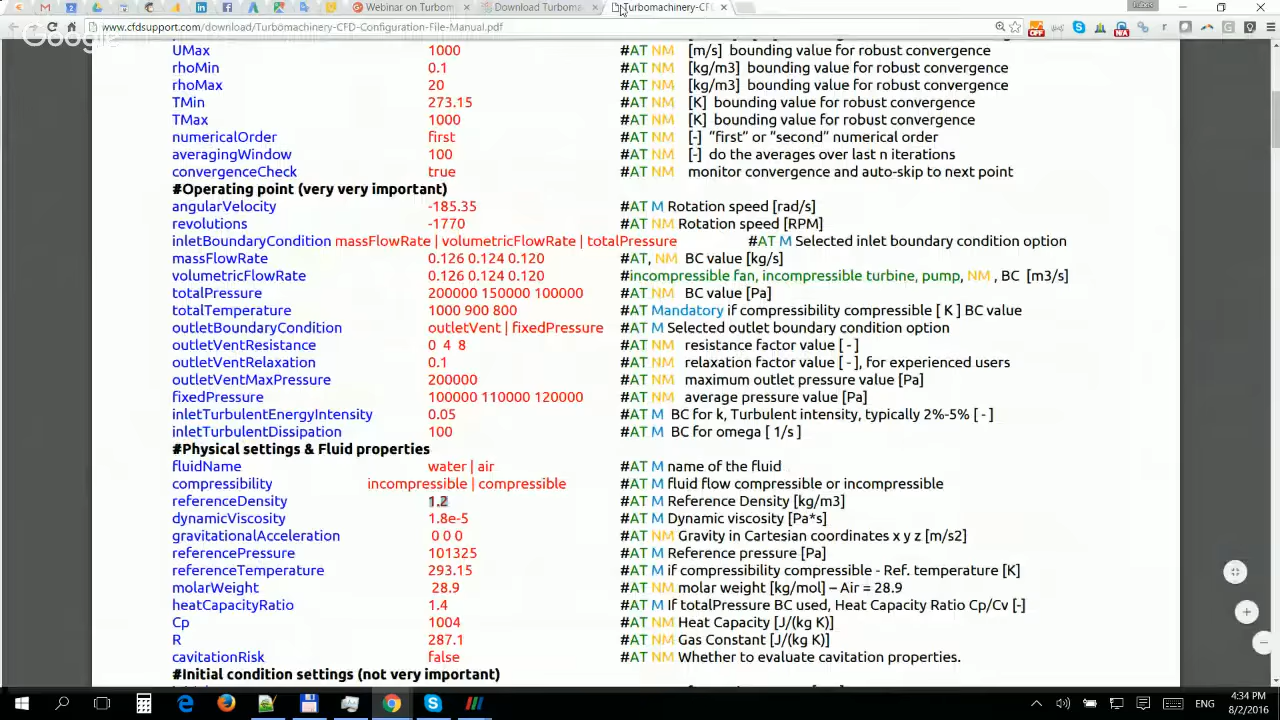 Webinar on Turbom
Download Turboma
Turbomachinery-CF
www.cfdsupport.com/download/Turbomachinery-CFD-Configuration-File-Manual.pdf
Google
UMax 1000 #AT NM [m/s] bounding value for robust convergence
rhoMin 0.1 #AT NM [kg/m3] bounding value for robust convergence
rhoMax 20 #AT NM [kg/m3] bounding value for robust convergence
TMin 273.15 #AT NM [K] bounding value for robust convergence
TMax 1000 #AT NM [K] bounding value for robust convergence
numericalOrder first #AT NM [-] “first” or “second” numerical order
averagingWindow 100 #AT NM [-] do the averages over last n iterations
convergenceCheck true #AT NM monitor convergence and auto-skip to next point
#Operating point (very very important)
angularVelocity -185.35 #AT M Rotation speed [rad/s]
revolutions -1770 #AT NM Rotation speed [RPM]
inletBoundaryCondition massFlowRate | volumetricFlowRate | totalPressure #AT M Selected inlet boundary condition option
massFlowRate 0.126 0.124 0.120 #AT, NM BC value [kg/s]
volumetricFlowRate 0.126 0.124 0.120 #incompressible fan, incompressible turbine, pump, NM , BC [m3/s]
totalPressure 200000 150000 100000 #AT NM BC value [Pa]
totalTemperature 1000 900 800 #AT Mandatory if compressibility compressible [ K ] BC value
outletBoundaryCondition outletVent | fixedPressure #AT M Selected outlet boundary condition option
outletVentResistance 0 4 8 #AT NM resistance factor value [ - ]
outletVentRelaxation 0.1 #AT NM relaxation factor value [ - ], for experienced users
outletVentMaxPressure 200000 #AT NM maximum outlet pressure value [Pa]
fixedPressure 100000 110000 120000 #AT NM average pressure value [Pa]
inletTurbulentEnergyIntensity 0.05 #AT M BC for k, Turbulent intensity, typically 2%-5% [ - ]
inletTurbulentDissipation 100 #AT M BC for omega [ 1/s ]
#Physical settings & Fluid properties
fluidName water | air #AT M name of the fluid
compressibility incompressible | compressible #AT M fluid flow compressible or incompressible
referenceDensity 1.2 #AT M Reference Density [kg/m3]
dynamicViscosity 1.8e-5 #AT M Dynamic viscosity [Pa*s]
gravitationalAcceleration 0 0 0 #AT NM Gravity in Cartesian coordinates x y z [m/s2]
referencePressure 101325 #AT M Reference pressure [Pa]
referenceTemperature 293.15 #AT M if compressibility compressible - Ref. temperature [K]
molarWeight 28.9 #AT NM molar weight [kg/mol] – Air = 28.9
heatCapacityRatio 1.4 #AT M If totalPressure BC used, Heat Capacity Ratio Cp/Cv [-]
Cp 1004 #AT NM Heat Capacity [J/(kg K)]
R 287.1 #AT NM Gas Constant [J/(kg K)]
cavitationRisk false #AT NM Whether to evaluate cavitation properties.
#Initial condition settings (not very important)
ENG
4:34 PM
8/2/2016